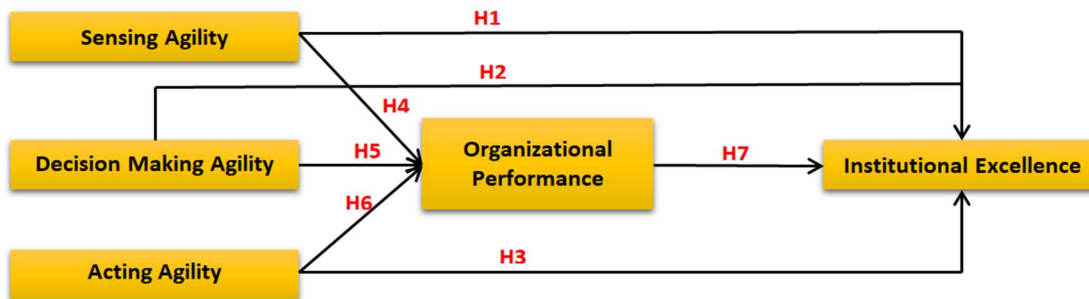 H1
Sensing Agility
H2
H4
Decision Making Agility
H5
Organizational
Performance
H7
Institutional Excellence
H6
H3
Acting Agility